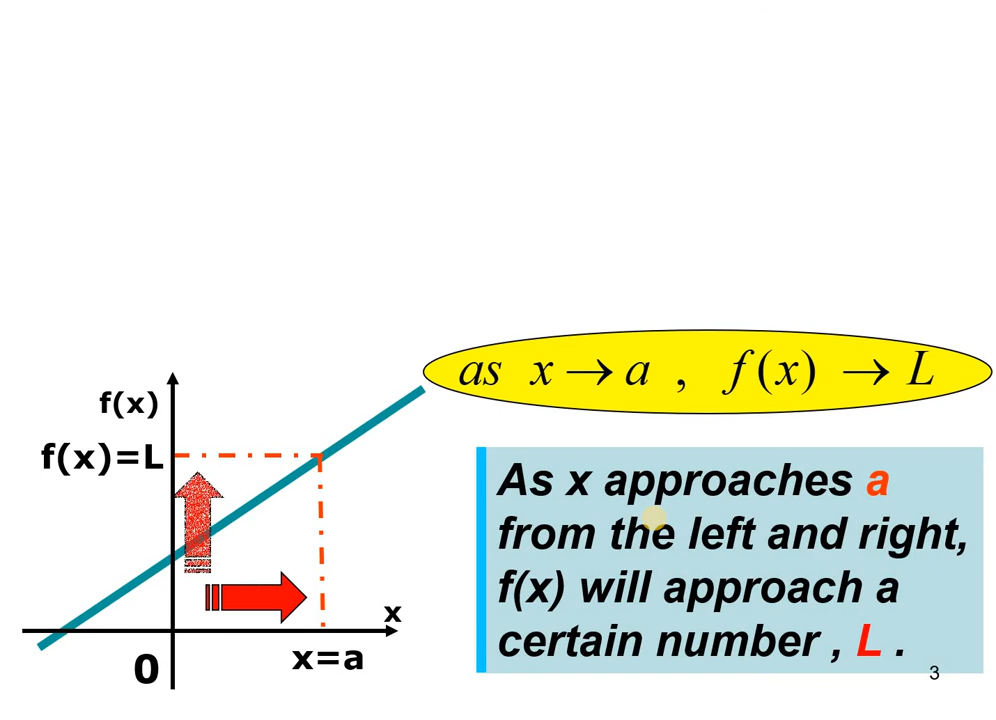 as x → a , f(x) → L
f(x)
f(x)=L
x
0
x=a
As x approaches a
from the left and right,
f(x) will approach a
certain number , L .
3